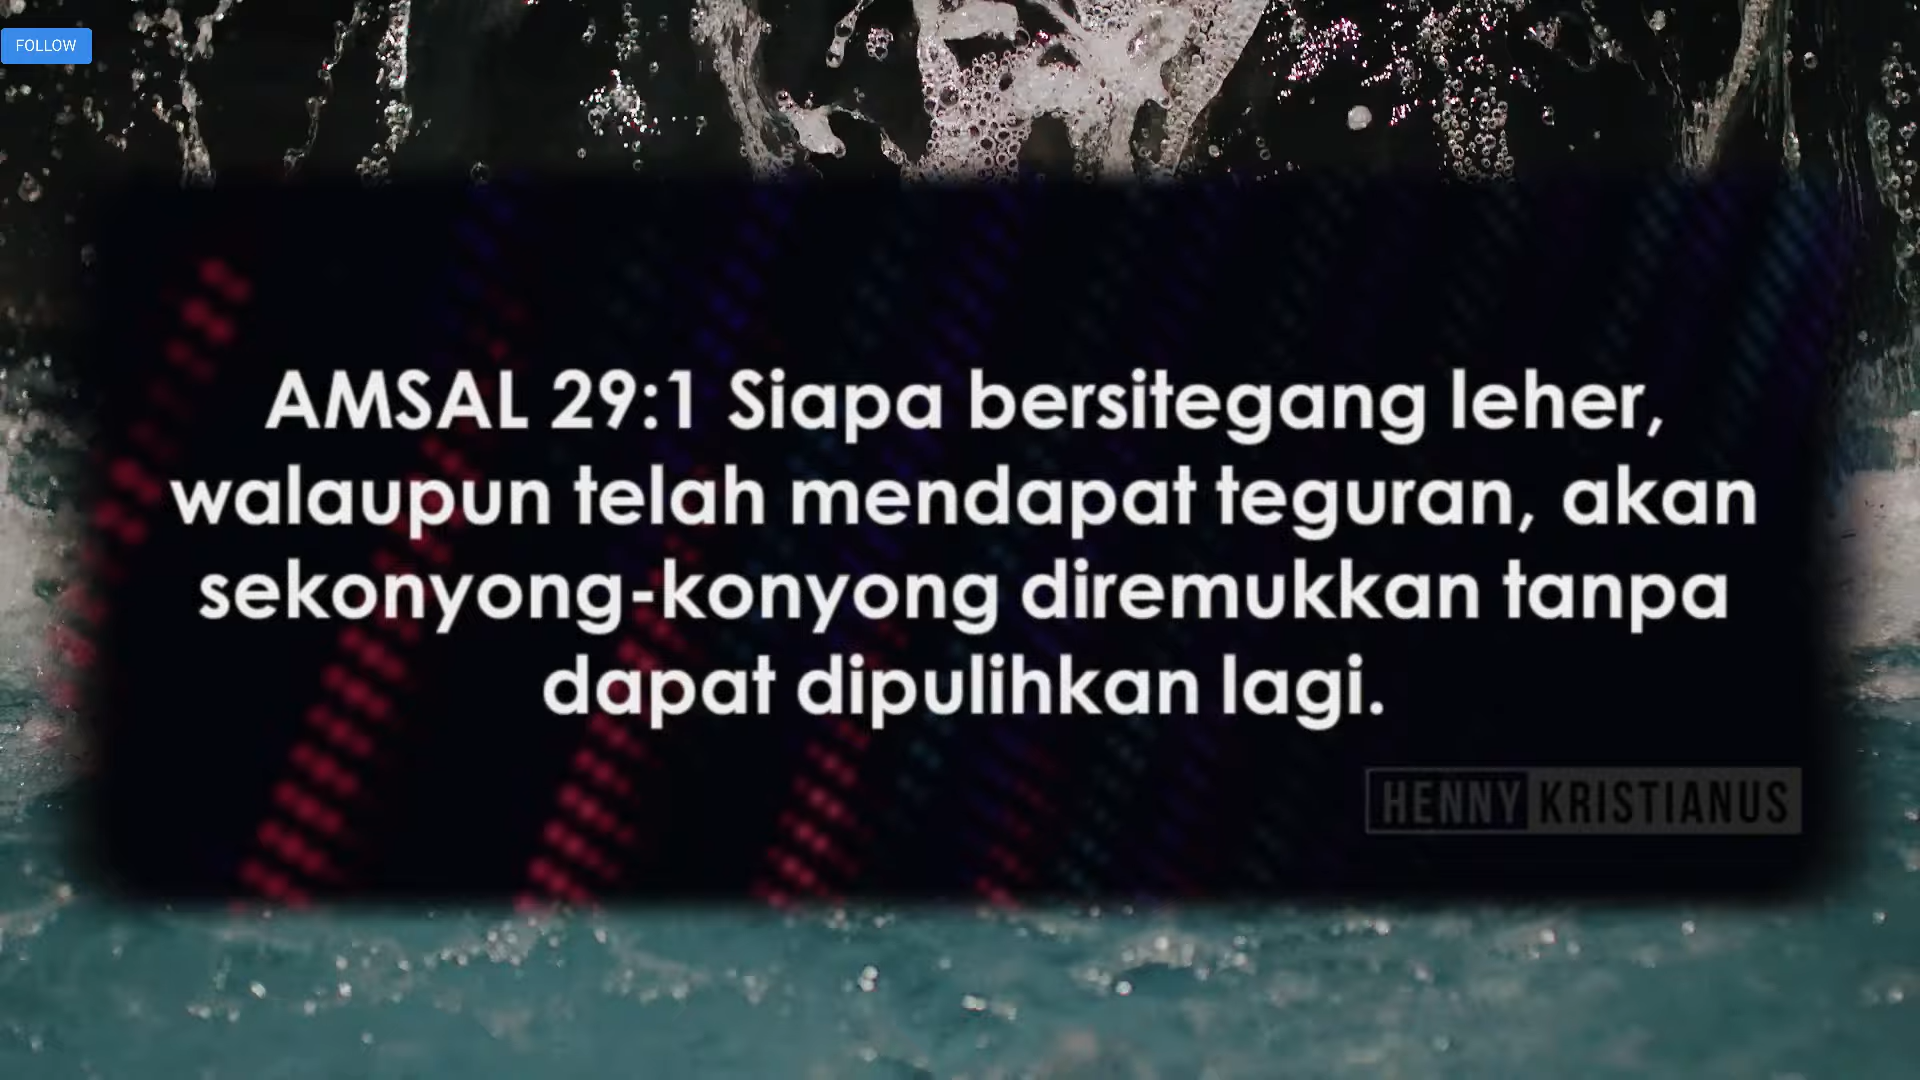 FOLLOW
AMSAL 29:1 Siapa bersitegang leher,
walaupun telah mendapat teguran, akan
sekonyong-konyong diremukkan tanpa
dapat dipulihkan lagi.
HENNY KRISTIANUS